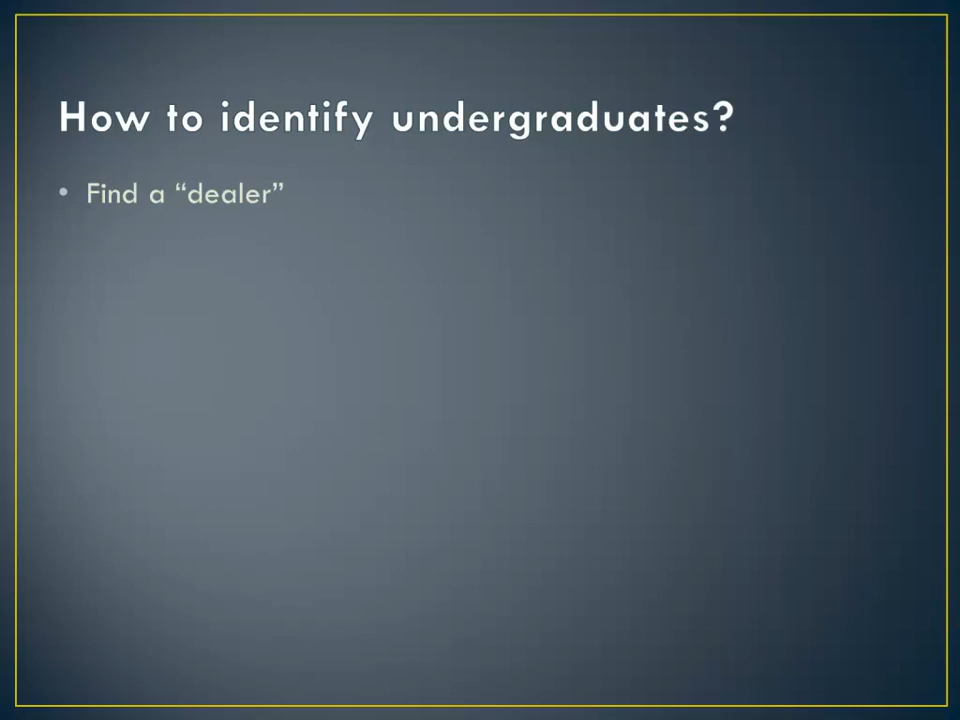 How to identify undergraduates?
• Find a “dealer”